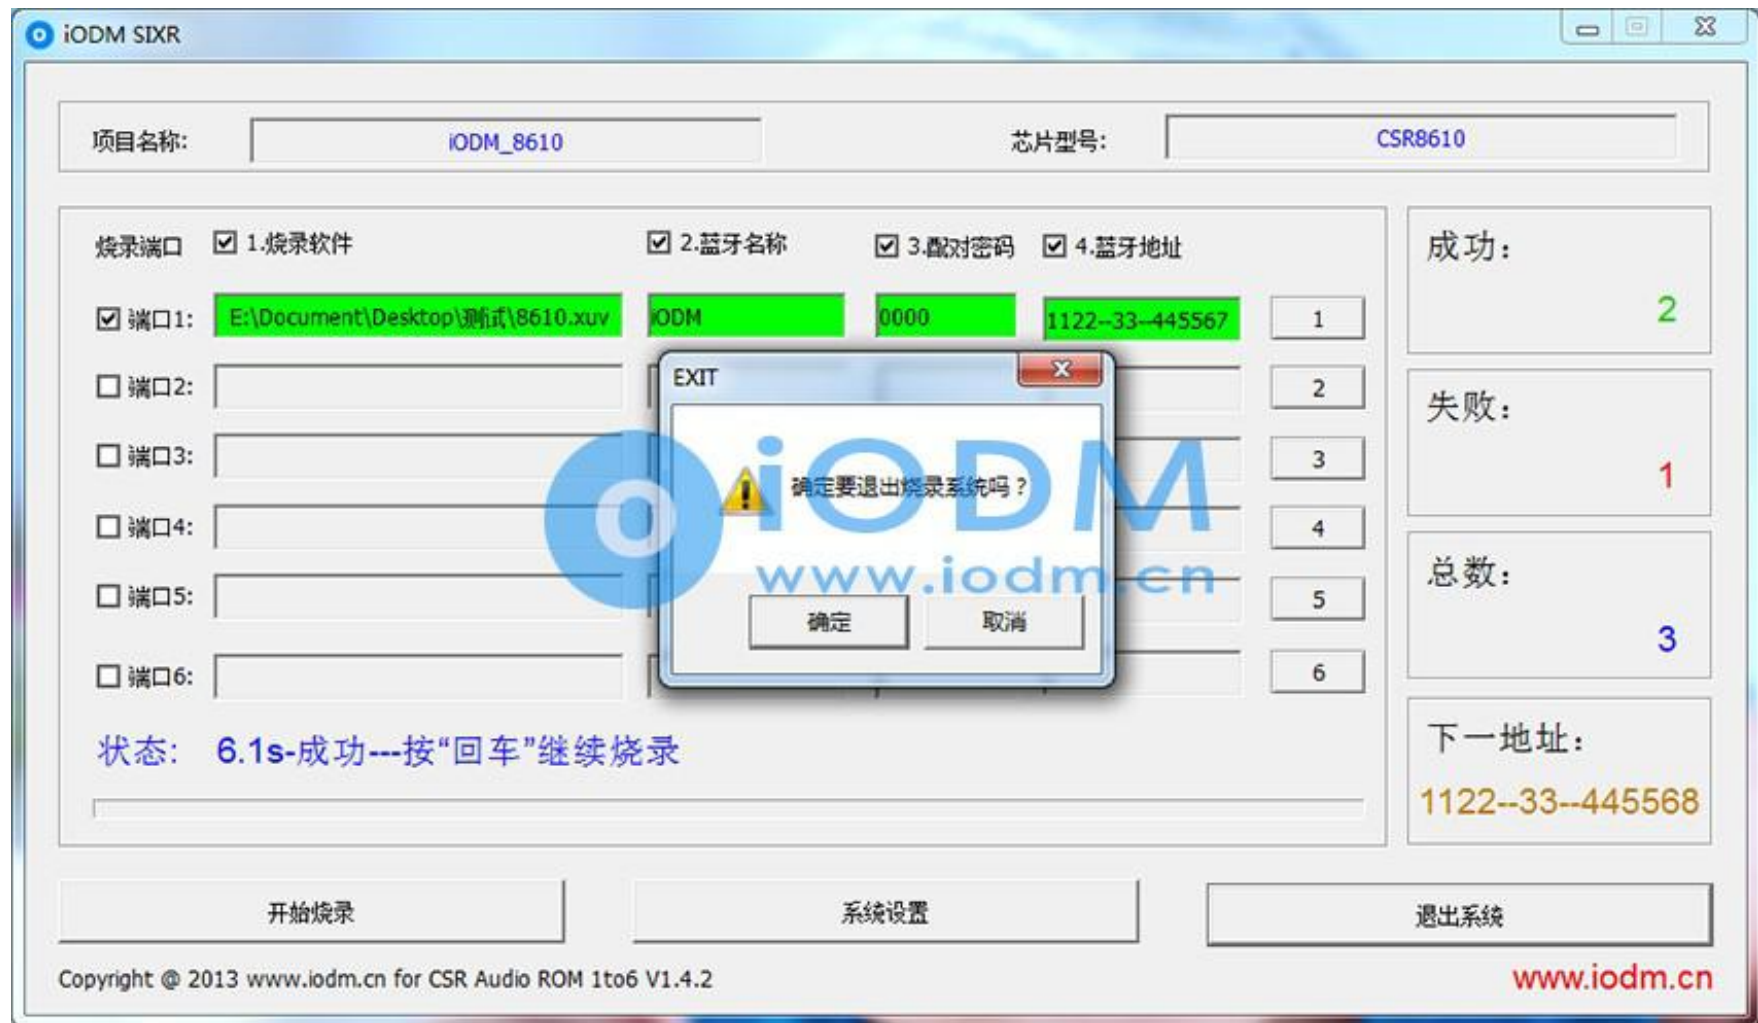 iODM SIXR
项目名称: iODM_8610 芯片型号: CSR8610
烧录端口 1.烧录软件 2.蓝牙名称 3.配对密码 4.蓝牙地址
端口1: E:\Document\Desktop\测试\8610.xuv iODM 0000 1122--33--445567 1
端口2: 2
端口3: 3
端口4: 4
端口5: 5
端口6: 6
EXIT
确定要退出烧录系统吗？
确定 取消
iODM
www.iodm.cn
状态: 6.1s-成功---按“回车”继续烧录
成功：
2
失败：
1
总数：
3
下一地址：
1122--33--445568
开始烧录 系统设置 退出系统
Copyright @ 2013 www.iodm.cn for CSR Audio ROM 1to6 V1.4.2 www.iodm.cn